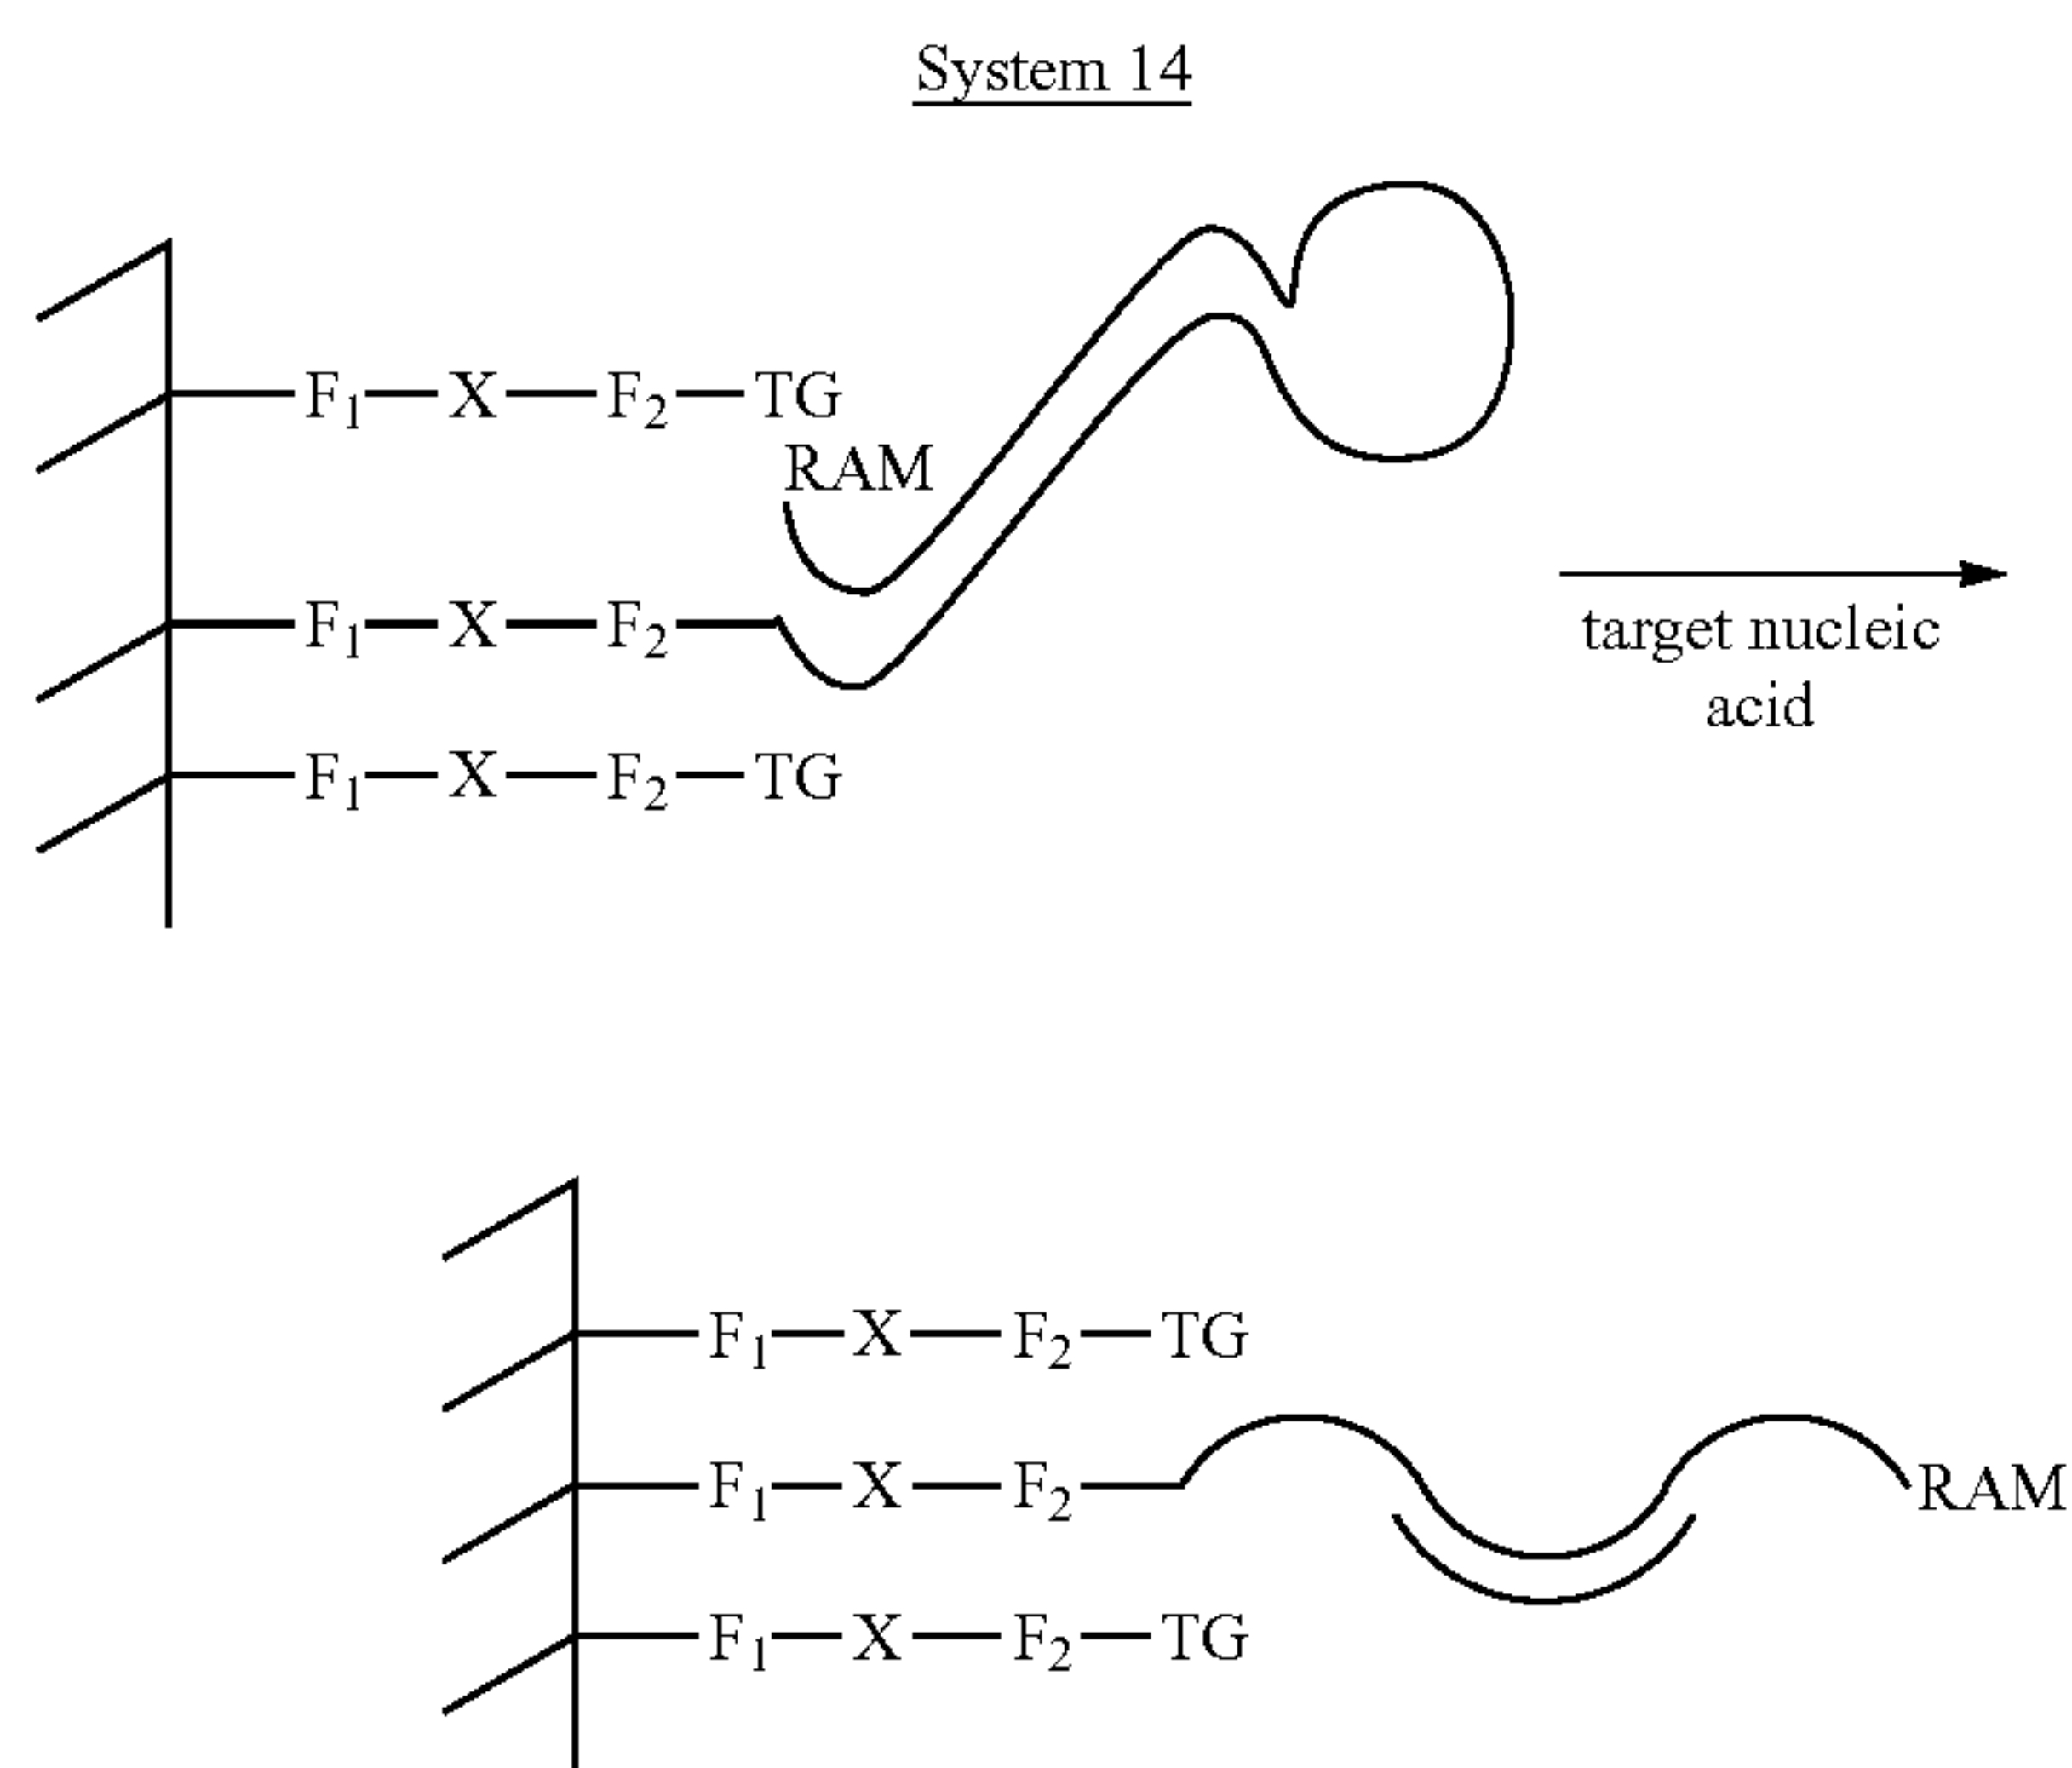 System 14
F₁—X—F₂—TG
RAM
F₁—X—F₂
target nucleic
acid
F₁—X—F₂—TG
F₁—X—F₂—TG
F₁—X—F₂
RAM
F₁—X—F₂—TG